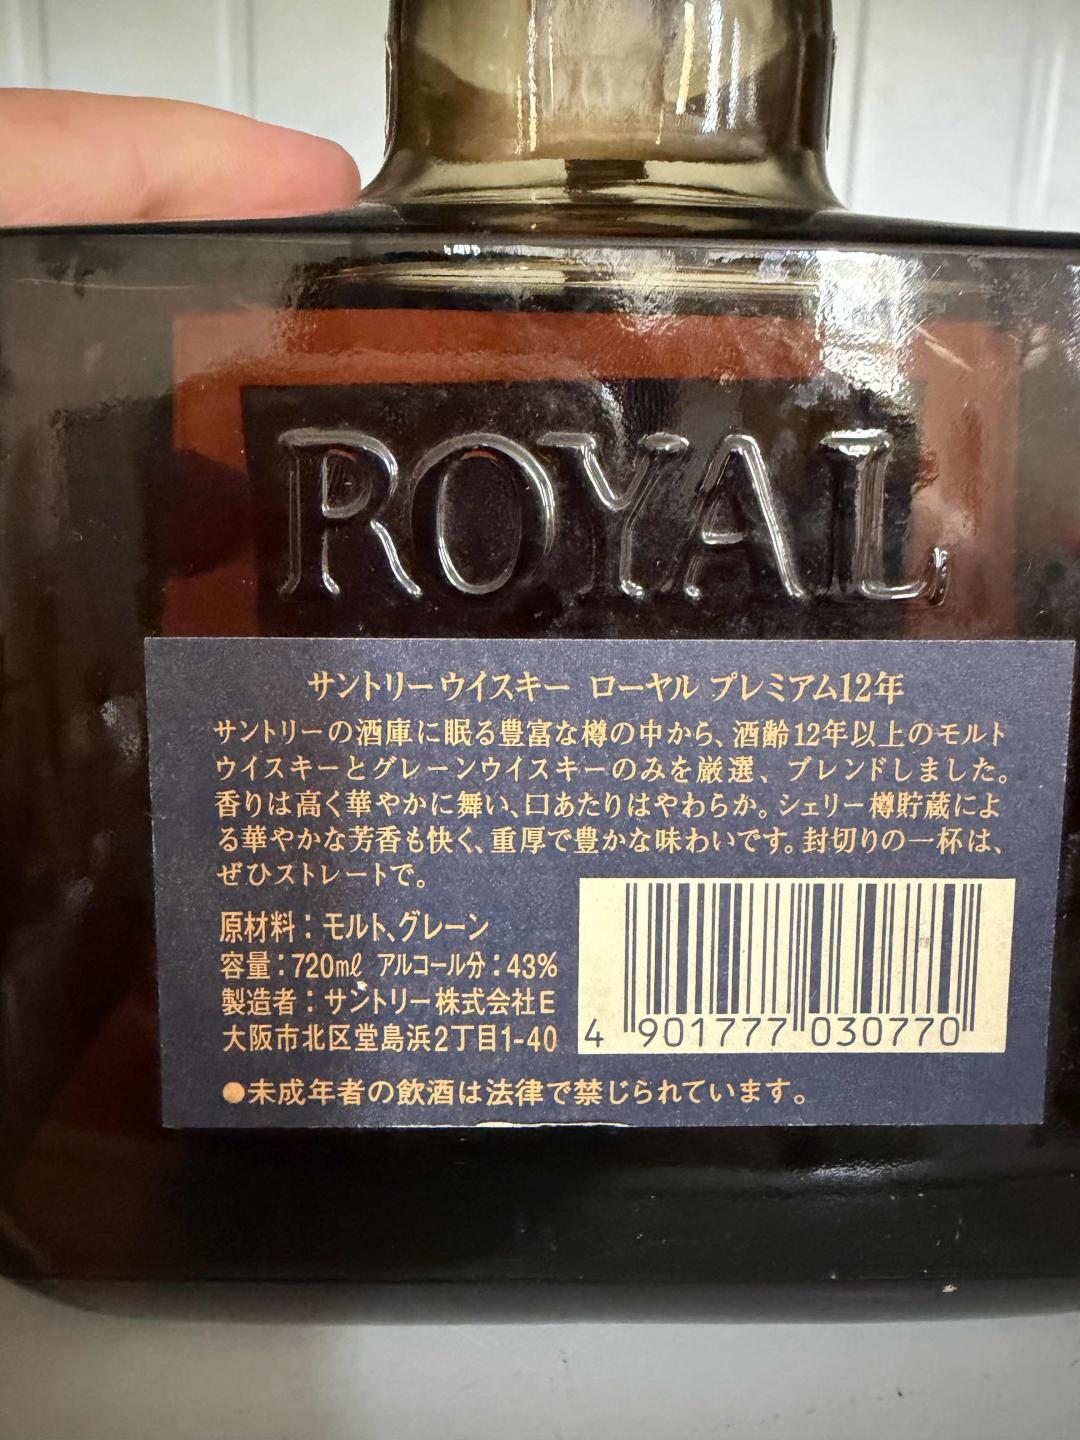 ROYAL
サントリーウイスキー ローヤル プレミアム12年
サントリーの酒庫に眠る豊富な樽の中から、酒齢12年以上のモルト
ウイスキーとグレーンウイスキーのみを厳選、ブレンドしました。
香りは高く華やかに舞い、口あたりはやわらか。シェリー樽貯蔵によ
る華やかな芳香も快く、重厚で豊かな味わいです。封切りの一杯は、
ぜひストレートで。
原材料：モルト、グレーン
容量：720mℓ アルコール分：43%
製造者：サントリー株式会社E
大阪市北区堂島浜2丁目1-40
4 901777 030770
●未成年者の飲酒は法律で禁じられています。